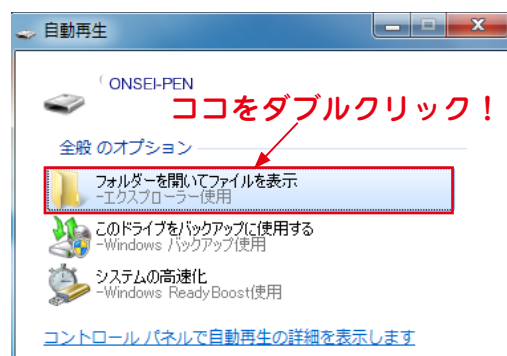 自動再生
ONSEI-PEN
ココをダブルクリック！
全般 のオプション
フォルダーを開いてファイルを表示
-エクスプローラー使用
このドライブをバックアップに使用する
-Windows バックアップ使用
システムの高速化
-Windows ReadyBoost使用
コントロール パネルで自動再生の詳細を表示します